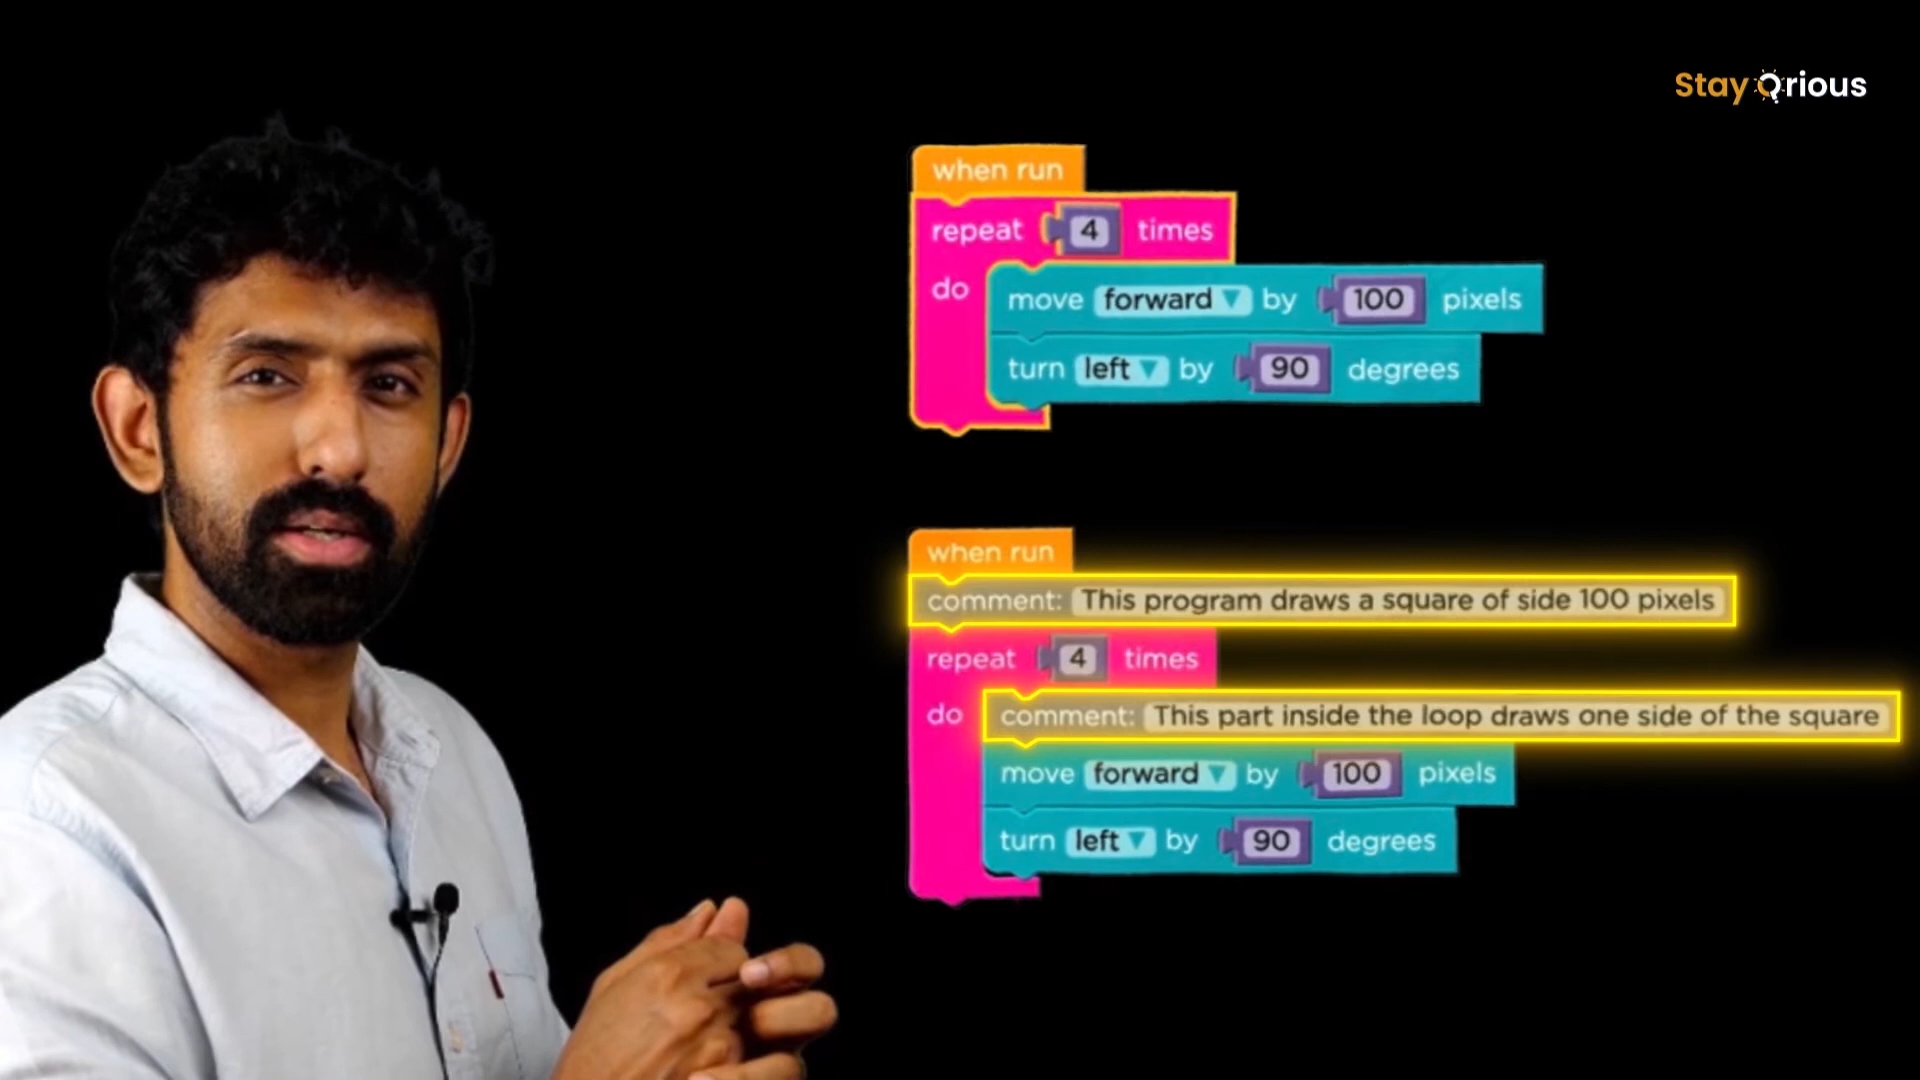 Stay Qrious
when run
repeat 4 times
do
move forward by 100 pixels
turn left by 90 degrees
when run
comment: This program draws a square of side 100 pixels
repeat 4 times
do comment: This part inside the loop draws one side of the square
move forward by 100 pixels
turn left by 90 degrees